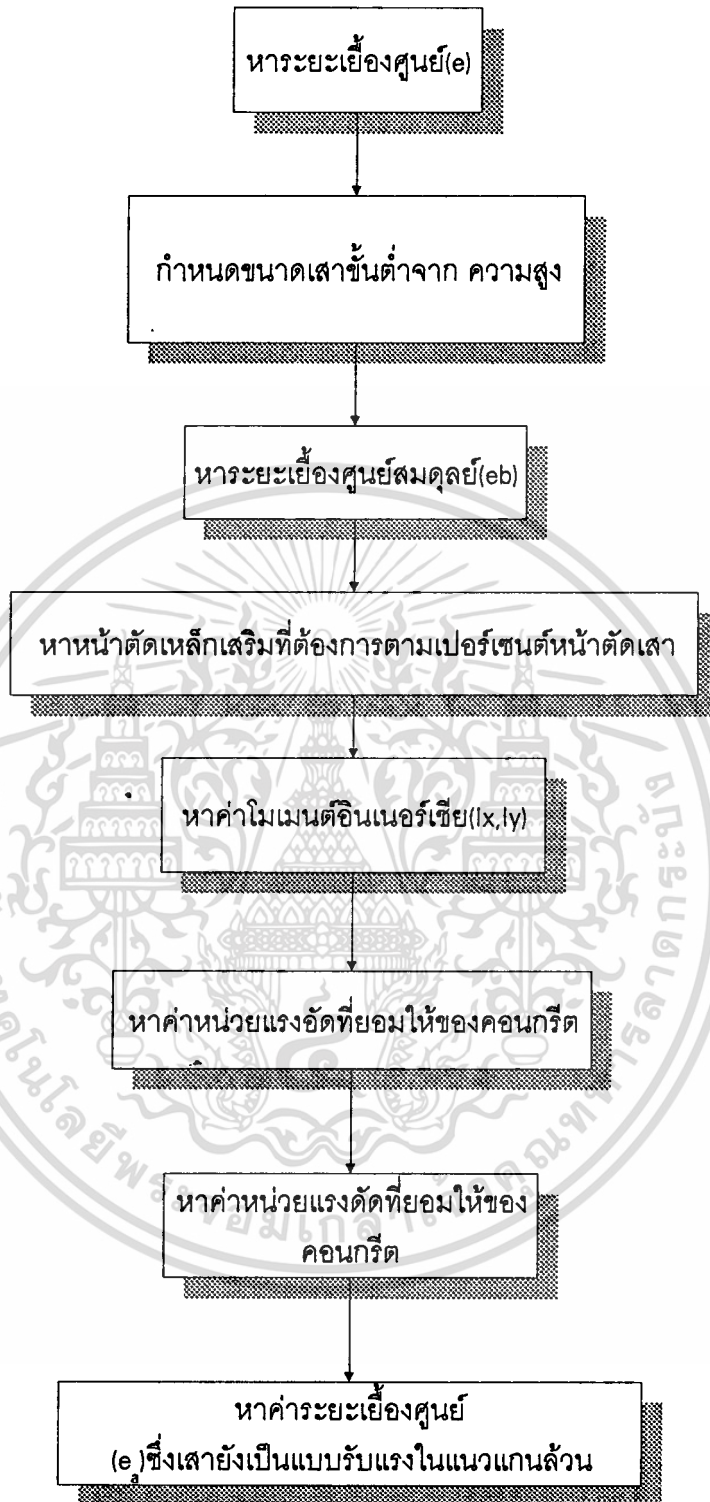 หาระยะเยื้องศูนย์(e)
กำหนดขนาดเสาขั้นต่ำจาก ความสูง
หาระยะเยื้องศูนย์สมดุลย์(eb)
หาหน้าตัดเหล็กเสริมที่ต้องการตามเปอร์เซนต์หน้าตัดเสา
หาค่าโมเมนต์อินเนอร์เชีย(Ix,Iy)
หาค่าหน่วยแรงอัดที่ยอมให้ของคอนกรีต
หาค่าหน่วยแรงดัดที่ยอมให้ของ
คอนกรีต
หาค่าระยะเยื้องศูนย์
(e_a)ซึ่งเสายังเป็นแบบรับแรงในแนวแกนล้วน